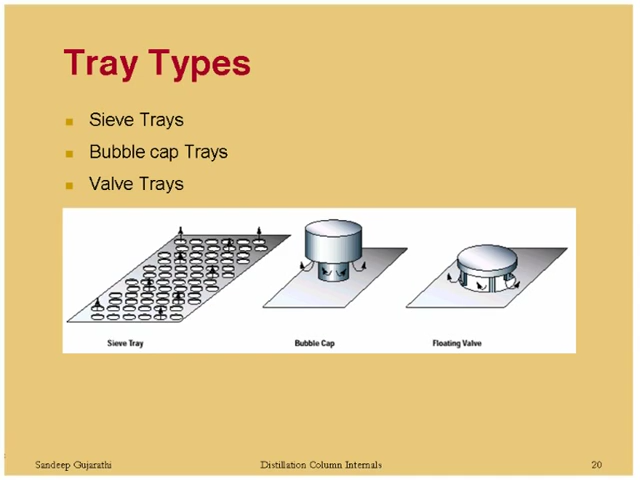 Tray Types
Sieve Trays
Bubble cap Trays
Valve Trays
Sieve Tray
Bubble Cap
Floating Valve
Sandeep Gujarathi
Distillation Column Internals
20